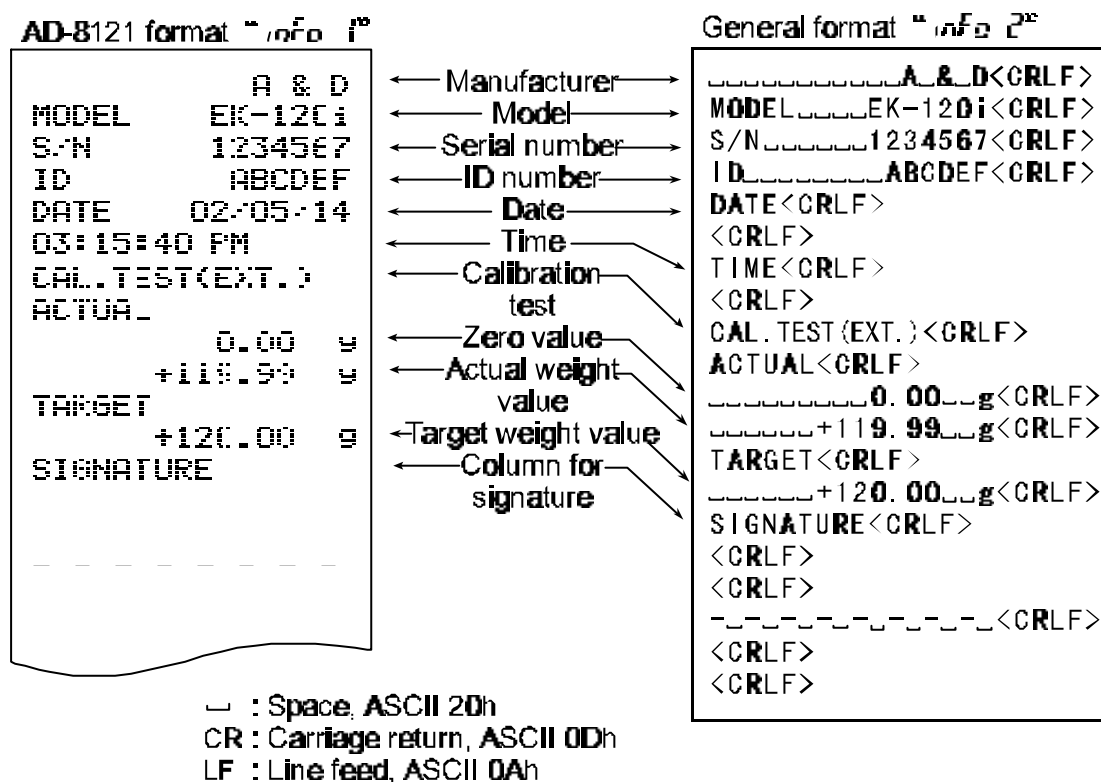 AD-8121 format "info 1"
A & D
MODEL EK-120i
S/N 1234567
ID ABCDEF
DATE 02/05/14
03:15:40 PM
CAL.TEST(EXT.)
ACTUAL
0.00 g
+119.99 g
TARGET
+120.00 g
SIGNATURE
_ _ _ _ _ _ _ _
Manufacturer
Model
Serial number
ID number
Date
Time
Calibration
test
Zero value
Actual weight
value
Target weight value
Column for
signature
General format "info 2"
␣␣␣␣␣␣␣␣␣␣␣A␣&␣D<CRLF>
MODEL␣␣␣␣EK-120i<CRLF>
S/N␣␣␣␣␣␣1234567<CRLF>
ID␣␣␣␣␣␣␣␣ABCDEF<CRLF>
DATE<CRLF>
<CRLF>
TIME<CRLF>
<CRLF>
CAL.TEST(EXT.)<CRLF>
ACTUAL<CRLF>
␣␣␣␣␣␣␣␣␣0.00␣␣g<CRLF>
␣␣␣␣␣␣+119.99␣␣g<CRLF>
TARGET<CRLF>
␣␣␣␣␣␣+120.00␣␣g<CRLF>
SIGNATURE<CRLF>
<CRLF>
<CRLF>
-␣-␣-␣-␣-␣-␣-␣-␣<CRLF>
<CRLF>
<CRLF>
␣ : Space, ASCII 20h
CR : Carriage return, ASCII 0Dh
LF : Line feed, ASCII 0Ah